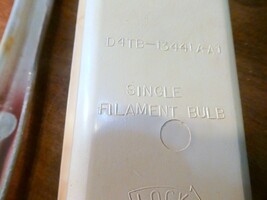 D4TB-13441-AA
SINGLE
FILAMENT BULB
LOCK